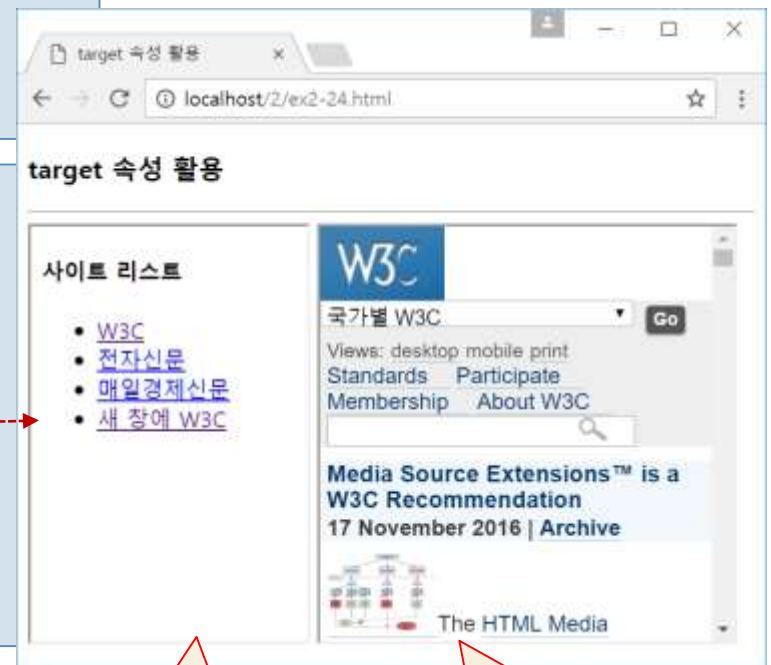 target 속성 활용
localhost/2/ex2-24.html
target 속성 활용
사이트 리스트
W3C
전자신문
매일경제신문
새 창에 W3C
W3C
국가별 W3C
Go
Views: desktop mobile print
Standards Participate
Membership About W3C
Media Source Extensions™ is a
W3C Recommendation
17 November 2016 | Archive
The HTML Media